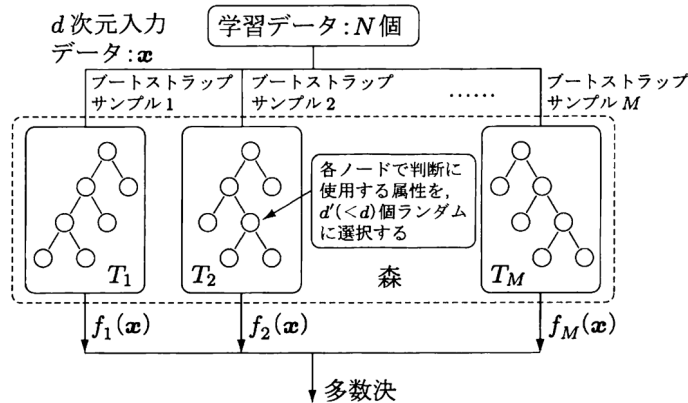 d 次元入力
データ:x
学習データ:N個
ブートストラップ
サンプル1
ブートストラップ
サンプル2
……
ブートストラップ
サンプルM
各ノードで判断に
使用する属性を,
d′(<d)個ランダム
に選択する
T₁
T₂
森
T_M
f₁(x)
f₂(x)
f_M(x)
多数決